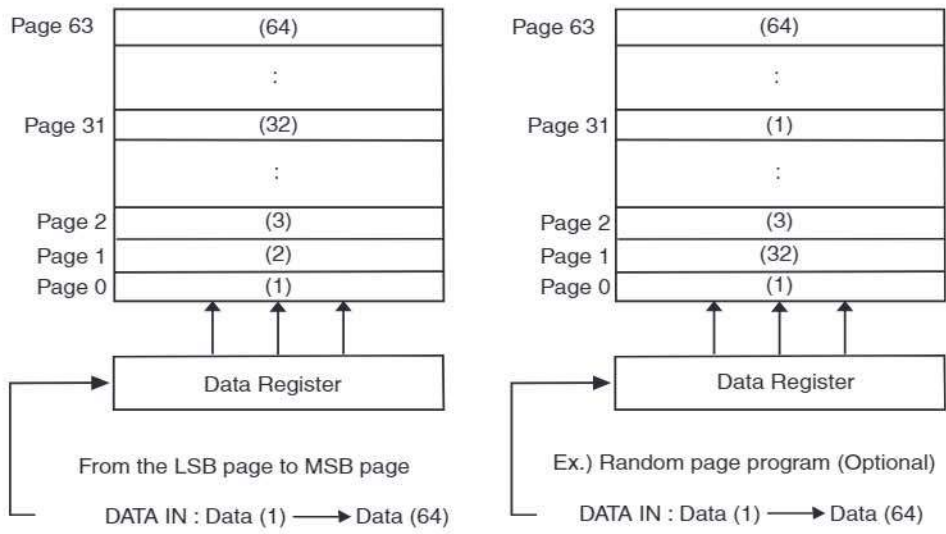 Page 63 (64)
:
Page 31 (32)
:
Page 2 (3)
Page 1 (2)
Page 0 (1)
Data Register
From the LSB page to MSB page
DATA IN : Data (1) → Data (64)
Page 63 (64)
:
Page 31 (1)
:
Page 2 (3)
Page 1 (32)
Page 0 (1)
Data Register
Ex.) Random page program (Optional)
DATA IN : Data (1) → Data (64)